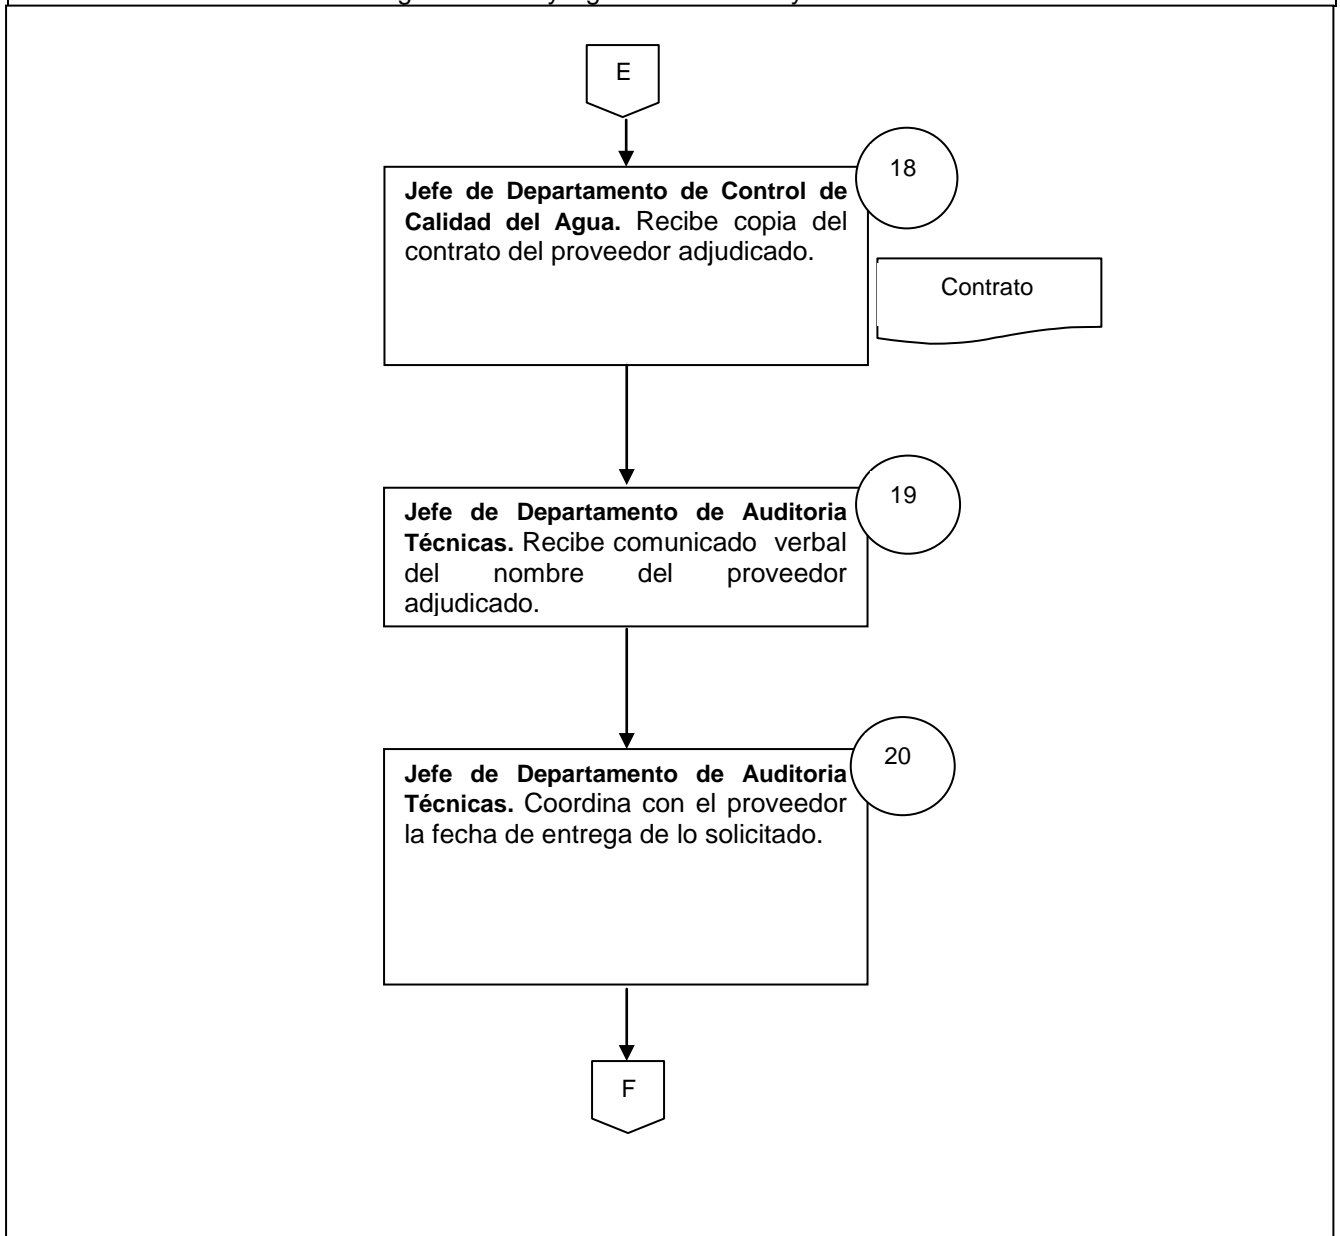 E
18
Jefe de Departamento de Control de
Calidad del Agua. Recibe copia del
contrato del proveedor adjudicado.
Contrato
19
Jefe de Departamento de Auditoria
Técnicas. Recibe comunicado verbal
del nombre del proveedor
adjudicado.
20
Jefe de Departamento de Auditoria
Técnicas. Coordina con el proveedor
la fecha de entrega de lo solicitado.
F